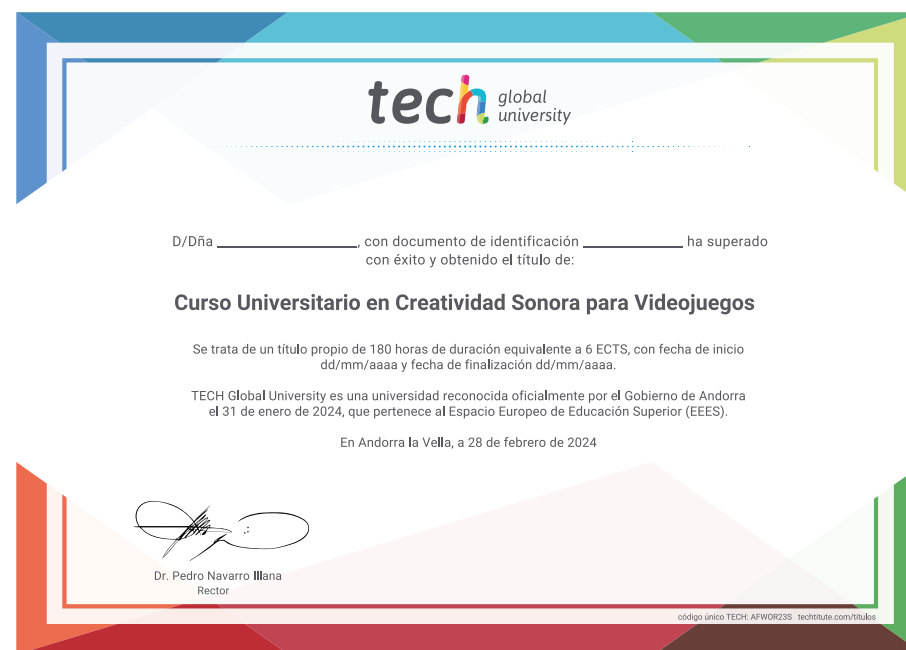 tech global university
D/Dña ________________, con documento de identificación ____________ ha superado
con éxito y obtenido el título de:
Curso Universitario en Creatividad Sonora para Videojuegos
Se trata de un título propio de 180 horas de duración equivalente a 6 ECTS, con fecha de inicio
dd/mm/aaaa y fecha de finalización dd/mm/aaaa.
TECH Global University es una universidad reconocida oficialmente por el Gobierno de Andorra
el 31 de enero de 2024, que pertenece al Espacio Europeo de Educación Superior (EEES).
En Andorra la Vella, a 28 de febrero de 2024
Dr. Pedro Navarro Illana
Rector
código único TECH: AFWOR23S techtitute.com/titulos